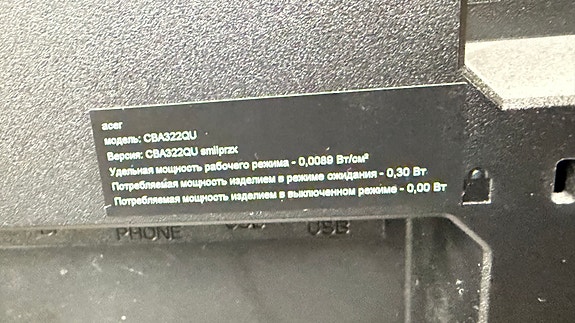 acer
модель: CBA322QU
Версия: CBA322QU smiiprzx
Удельная мощность рабочего режима - 0,0089 Вт/см²
Потребляемая мощность изделием в режиме ожидания - 0,30 Вт
Потребляемая мощность изделием в выключенном режиме - 0,00 Вт
PHONE USB USB